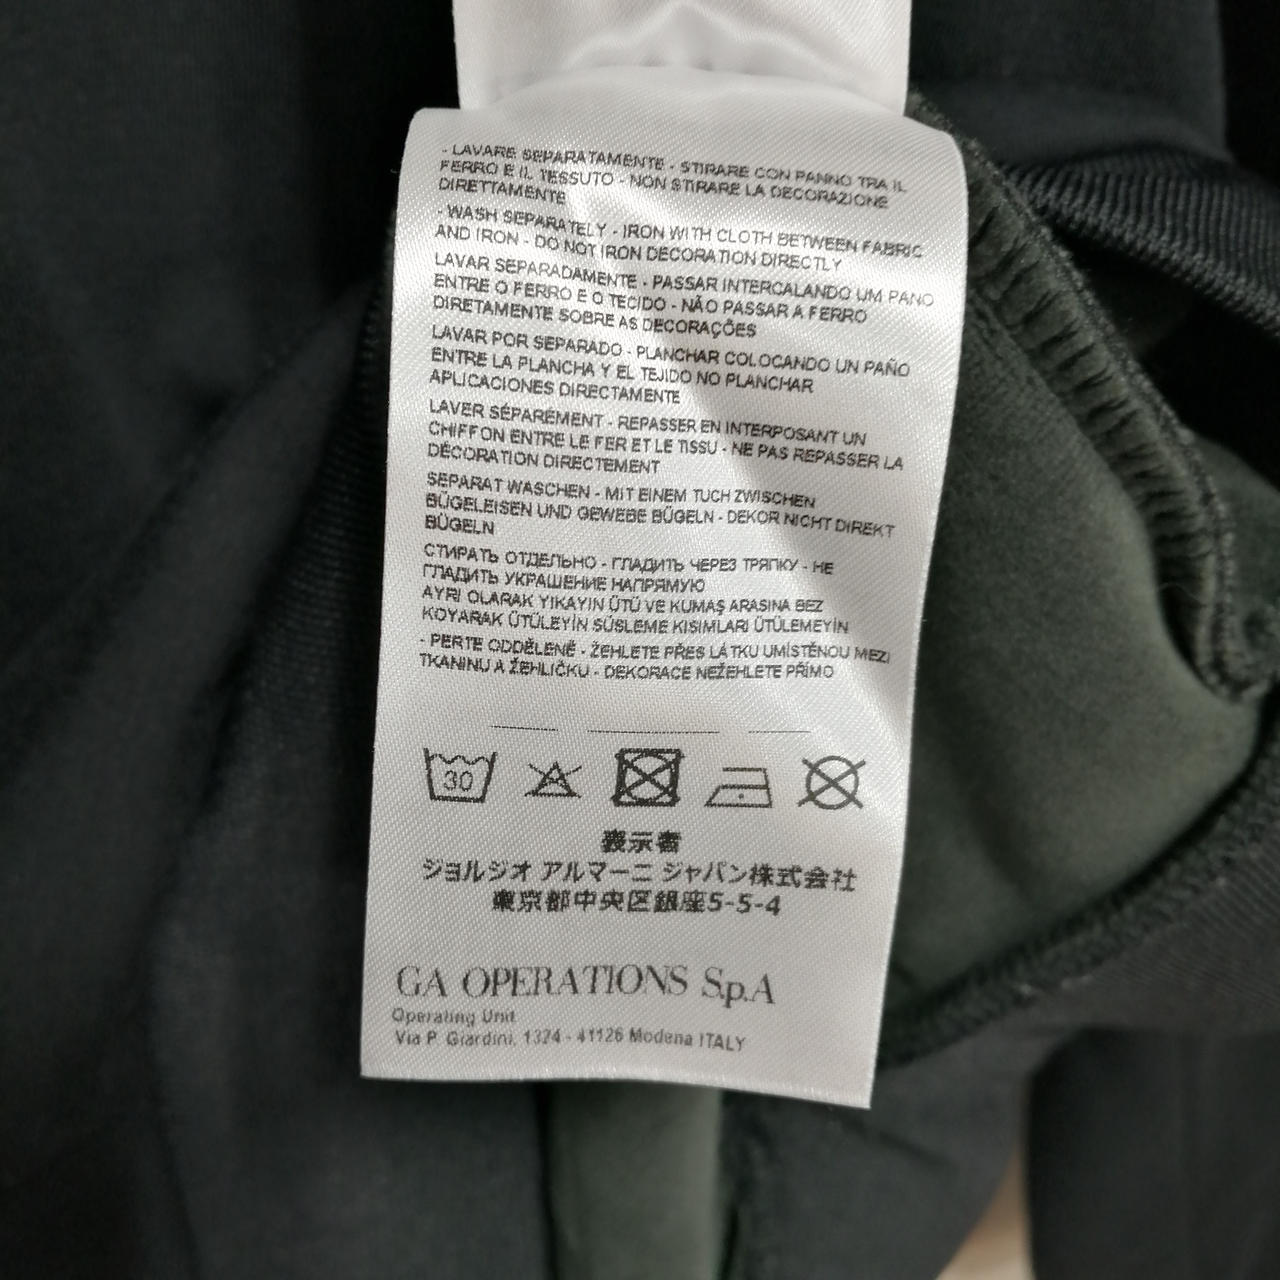 - LAVARE SEPARATAMENTE - STIRARE CON PANNO TRA IL
FERRO E IL TESSUTO - NON STIRARE LA DECORAZIONE
DIRETTAMENTE
- WASH SEPARATELY - IRON WITH CLOTH BETWEEN FABRIC
AND IRON - DO NOT IRON DECORATION DIRECTLY
LAVAR SEPARADAMENTE - PASSAR INTERCALANDO UM PANO
ENTRE O FERRO E O TECIDO - NÃO PASSAR A FERRO
DIRETAMENTE SOBRE AS DECORAÇÕES
LAVAR POR SEPARADO - PLANCHAR COLOCANDO UN PAÑO
ENTRE LA PLANCHA Y EL TEJIDO NO PLANCHAR
APLICACIONES DIRECTAMENTE
LAVER SÉPARÉMENT - REPASSER EN INTERPOSANT UN
CHIFFON ENTRE LE FER ET LE TISSU - NE PAS REPASSER LA
DÉCORATION DIRECTEMENT
SEPARAT WASCHEN - MIT EINEM TUCH ZWISCHEN
BÜGELEISEN UND GEWEBE BÜGELN - DEKOR NICHT DIREKT
BÜGELN
СТИРАТЬ ОТДЕЛЬНО - ГЛАДИТЬ ЧЕРЕЗ ТРЯПКУ - НЕ
ГЛАДИТЬ УКРАШЕНИЕ НАПРЯМУЮ
AYRI OLARAK YIKAYIN ÜTÜ VE KUMAŞ ARASINA BEZ
KOYARAK ÜTÜLEYİN SÜSLEME KISIMLARI ÜTÜLEMEYİN
- PERTE ODDĚLENĚ - ŽEHLETE PŘES LÁTKU UMÍSTĚNOU MEZI
TKANINU A ŽEHLIČKU - DEKORACE NEŽEHLETE PŘÍMO
30
表示者
ジョルジオ アルマーニ ジャパン株式会社
東京都中央区銀座5-5-4
GA OPERATIONS S.p.A
Operating Unit
Via P. Giardini, 1324 - 41126 Modena ITALY